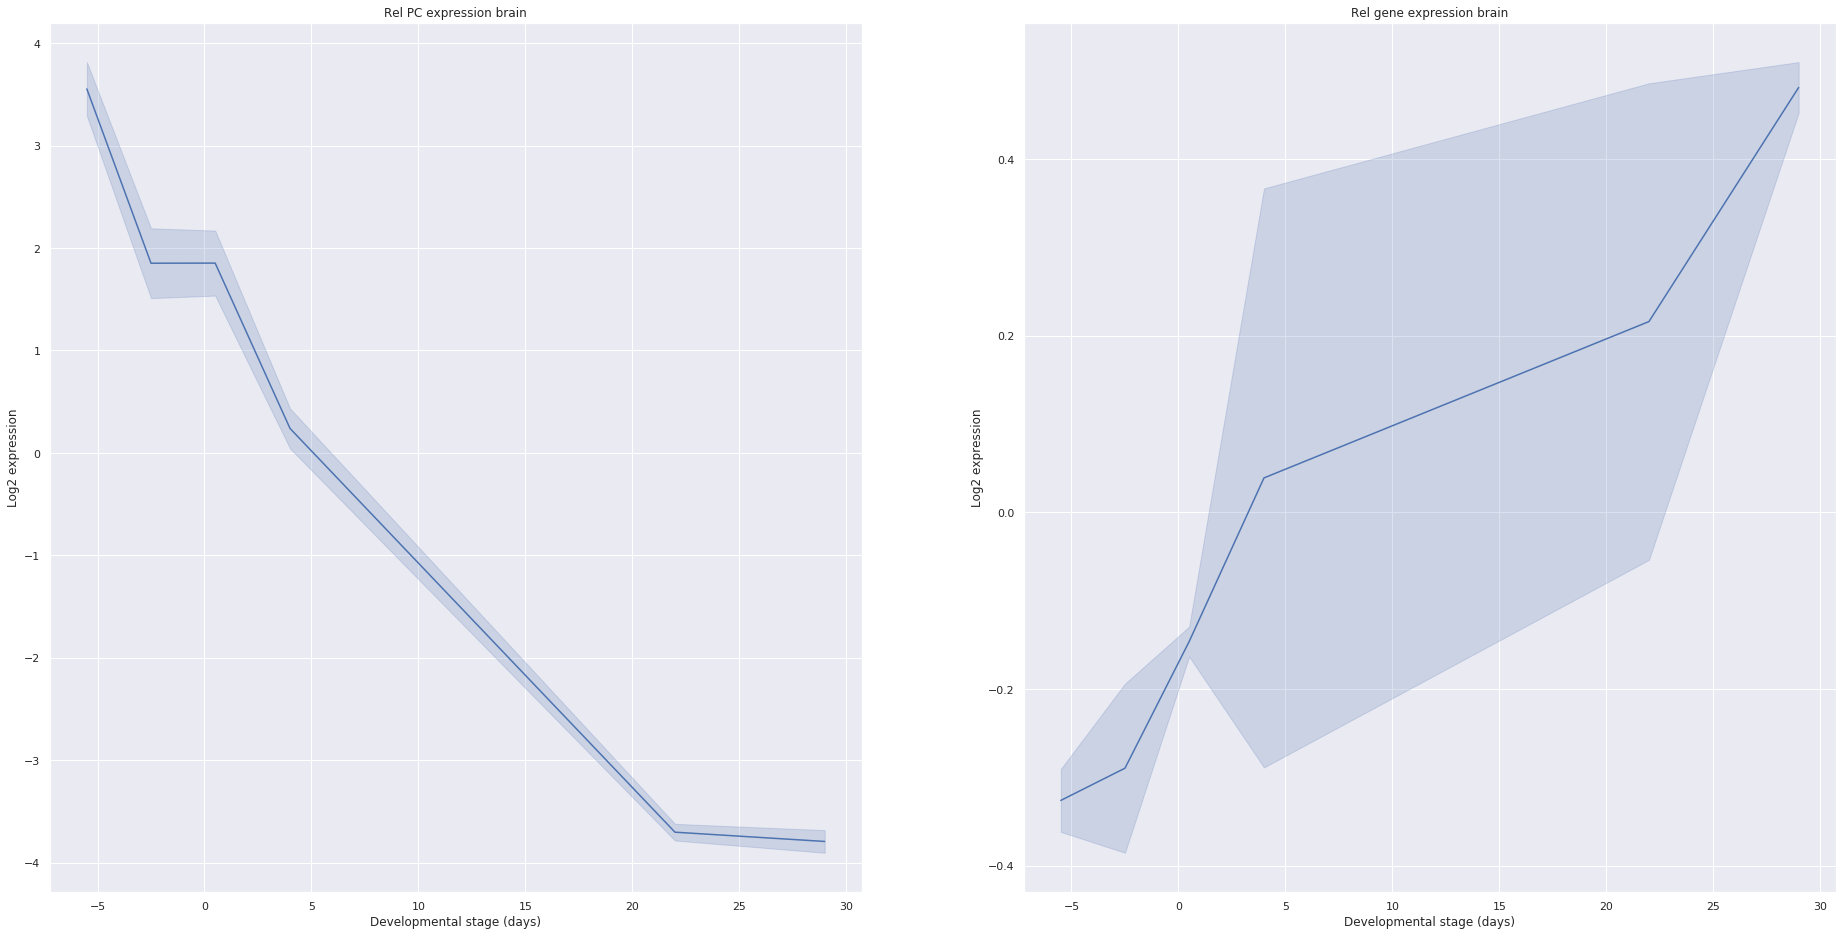 Rel PC expression brain
4
3
2
1
0
−1
−2
−3
−4
Log2 expression
−5 0 5 10 15 20 25 30
Developmental stage (days)
Rel gene expression brain
0.4
0.2
0.0
−0.2
−0.4
Log2 expression
−5 0 5 10 15 20 25 30
Developmental stage (days)